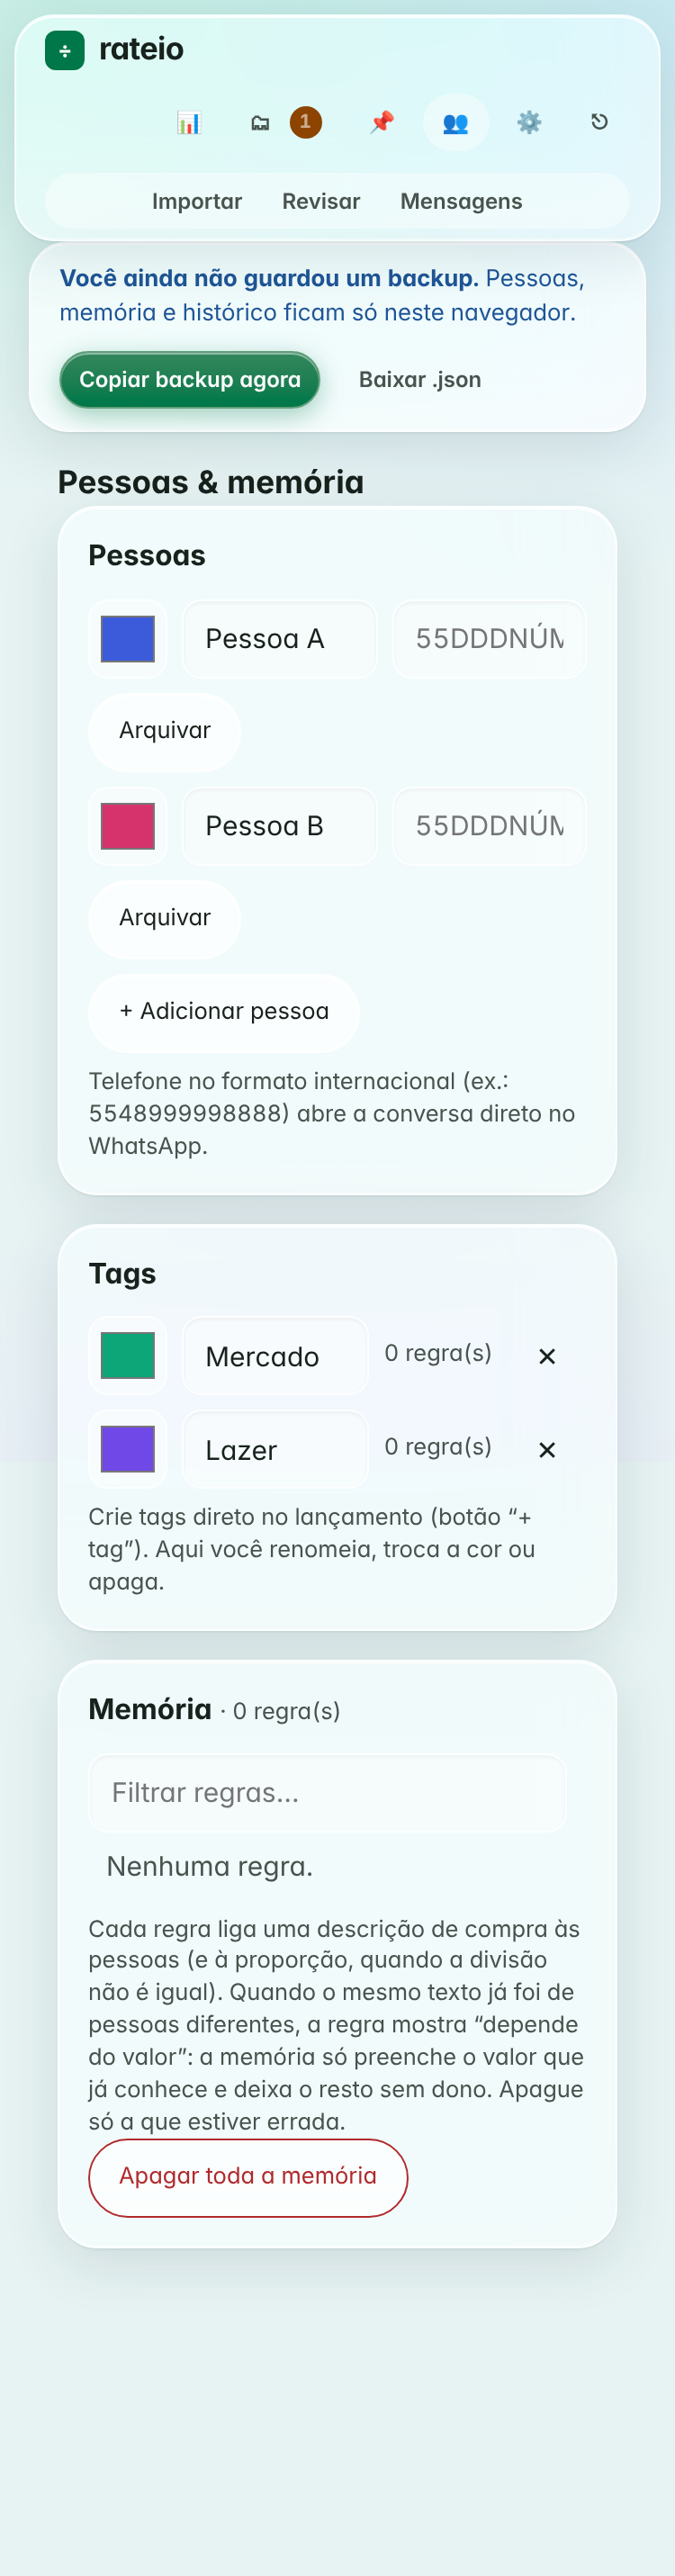 ÷ rateio
1
Importar Revisar Mensagens
Você ainda não guardou um backup. Pessoas,
memória e histórico ficam só neste navegador.
Copiar backup agora Baixar .json
Pessoas & memória
Pessoas
Pessoa A 55DDDNÚM
Arquivar
Pessoa B 55DDDNÚM
Arquivar
+ Adicionar pessoa
Telefone no formato internacional (ex.:
5548999998888) abre a conversa direto no
WhatsApp.
Tags
Mercado 0 regra(s) ✕
Lazer 0 regra(s) ✕
Crie tags direto no lançamento (botão “+
tag”). Aqui você renomeia, troca a cor ou
apaga.
Memória · 0 regra(s)
Filtrar regras...
Nenhuma regra.
Cada regra liga uma descrição de compra às
pessoas (e à proporção, quando a divisão
não é igual). Quando o mesmo texto já foi de
pessoas diferentes, a regra mostra “depende
do valor”: a memória só preenche o valor que
já conhece e deixa o resto sem dono. Apague
só a que estiver errada.
Apagar toda a memória